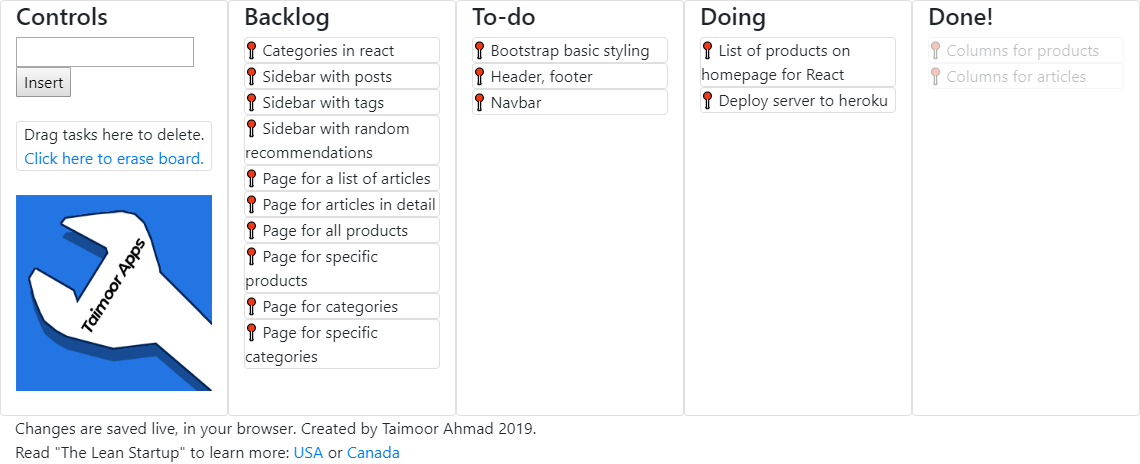 Controls
Insert
Drag tasks here to delete.
Click here to erase board.
Taimoor Apps
Backlog
Categories in react
Sidebar with posts
Sidebar with tags
Sidebar with random
recommendations
Page for a list of articles
Page for articles in detail
Page for all products
Page for specific
products
Page for categories
Page for specific
categories
To-do
Bootstrap basic styling
Header, footer
Navbar
Doing
List of products on
homepage for React
Deploy server to heroku
Done!
Columns for products
Columns for articles
Changes are saved live, in your browser. Created by Taimoor Ahmad 2019.
Read "The Lean Startup" to learn more: USA or Canada